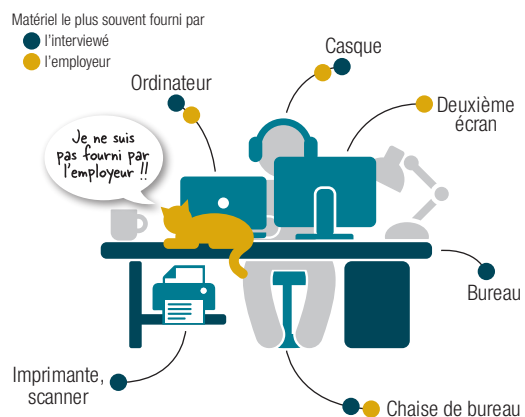 Matériel le plus souvent fourni par
l'interviewé
l'employeur
Casque
Ordinateur
Deuxième
écran
Je ne suis
pas fourni par
l'employeur !!
Bureau
Imprimante,
scanner
Chaise de bureau